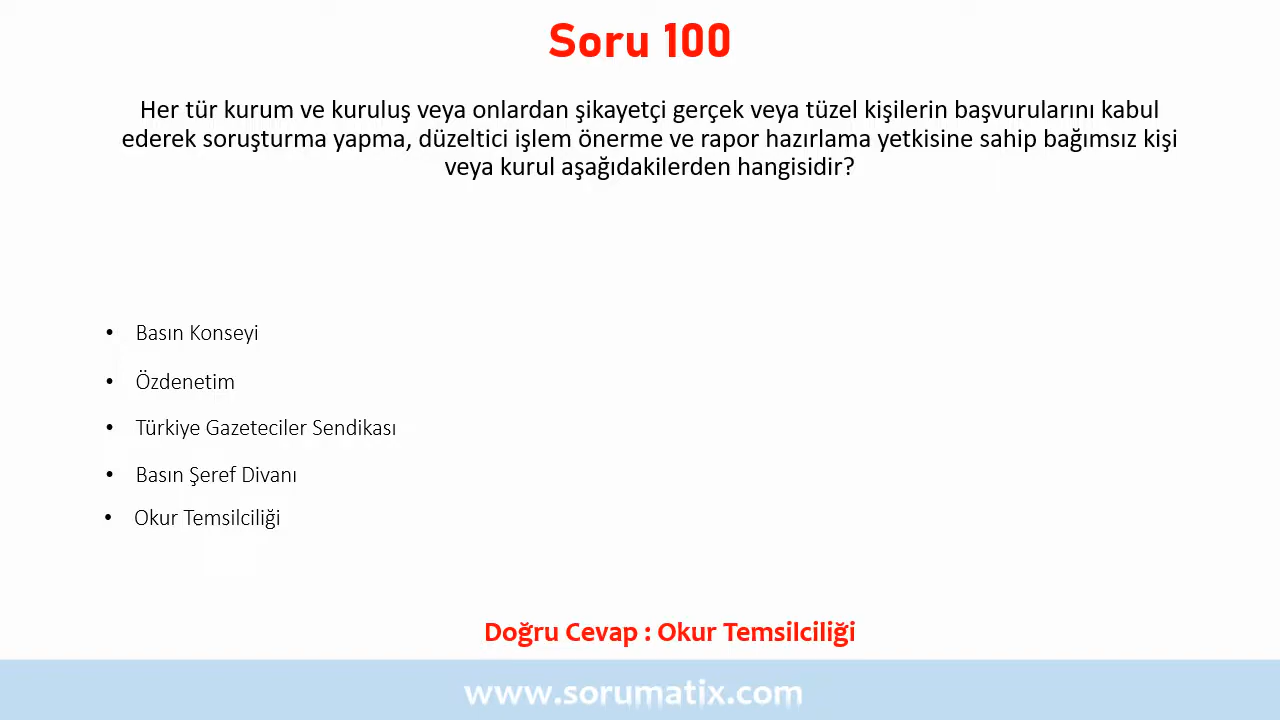 Soru 100
Her tür kurum ve kuruluş veya onlardan şikayetçi gerçek veya tüzel kişilerin başvurularını kabul
ederek soruşturma yapma, düzeltici işlem önerme ve rapor hazırlama yetkisine sahip bağımsız kişi
veya kurul aşağıdakilerden hangisidir?
• Basın Konseyi
• Özdenetim
• Türkiye Gazeteciler Sendikası
• Basın Şeref Divanı
• Okur Temsilciliği
Doğru Cevap : Okur Temsilciliği
www.sorumatix.com